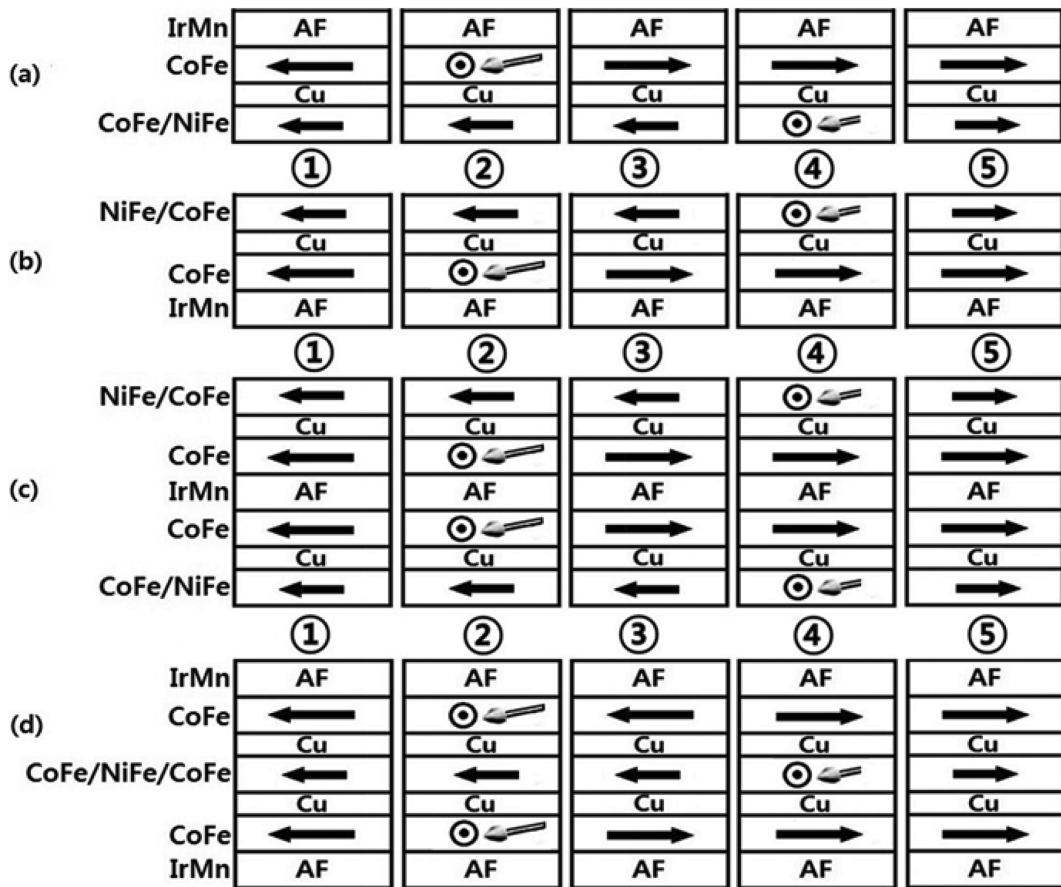 IrMn AF AF AF AF AF
(a) CoFe
Cu Cu Cu Cu Cu
CoFe/NiFe
① ② ③ ④ ⑤
NiFe/CoFe
(b) Cu Cu Cu Cu Cu
CoFe
IrMn AF AF AF AF AF
① ② ③ ④ ⑤
NiFe/CoFe
Cu Cu Cu Cu Cu
CoFe
(c) IrMn AF AF AF AF AF
CoFe
Cu Cu Cu Cu Cu
CoFe/NiFe
① ② ③ ④ ⑤
IrMn AF AF AF AF AF
(d) CoFe
Cu Cu Cu Cu Cu
CoFe/NiFe/CoFe
Cu Cu Cu Cu Cu
CoFe
IrMn AF AF AF AF AF